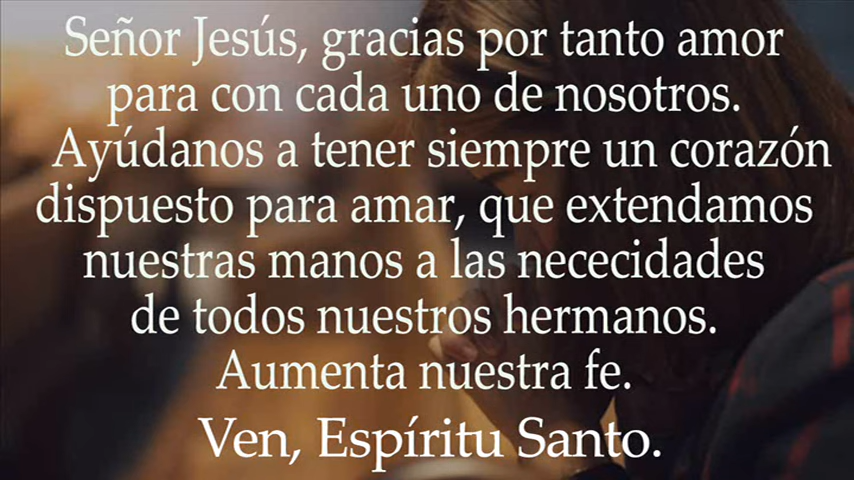 Señor Jesús, gracias por tanto amor
para con cada uno de nosotros.
Ayúdanos a tener siempre un corazón
dispuesto para amar, que extendamos
nuestras manos a las nececidades
de todos nuestros hermanos.
Aumenta nuestra fe.
Ven, Espíritu Santo.